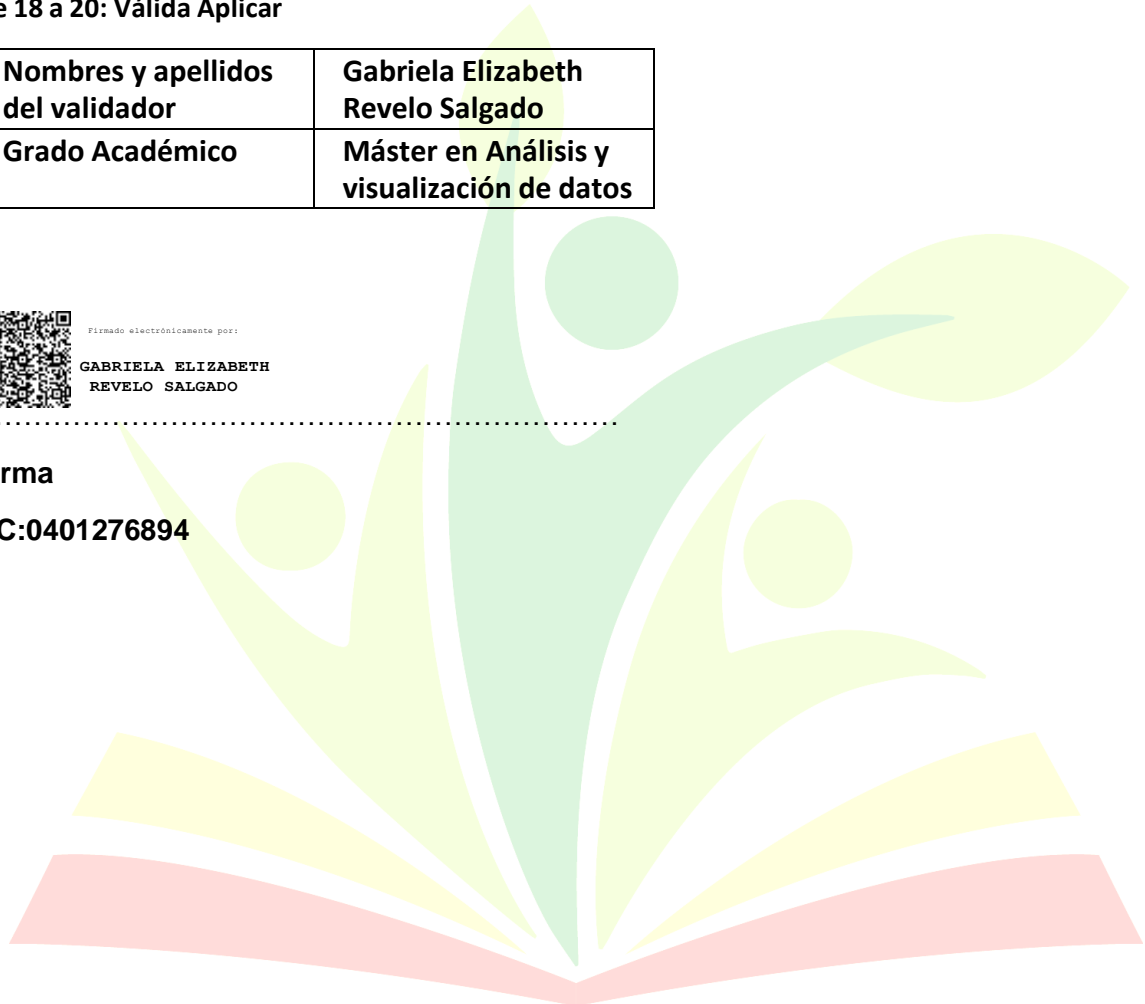 e 18 a 20: Válida Aplicar
Nombres y apellidos del validador Gabriela Elizabeth Revelo Salgado
Grado Académico Máster en Análisis y visualización de datos
Firmado electrónicamente por:
GABRIELA ELIZABETH
REVELO SALGADO
rma
C:0401276894